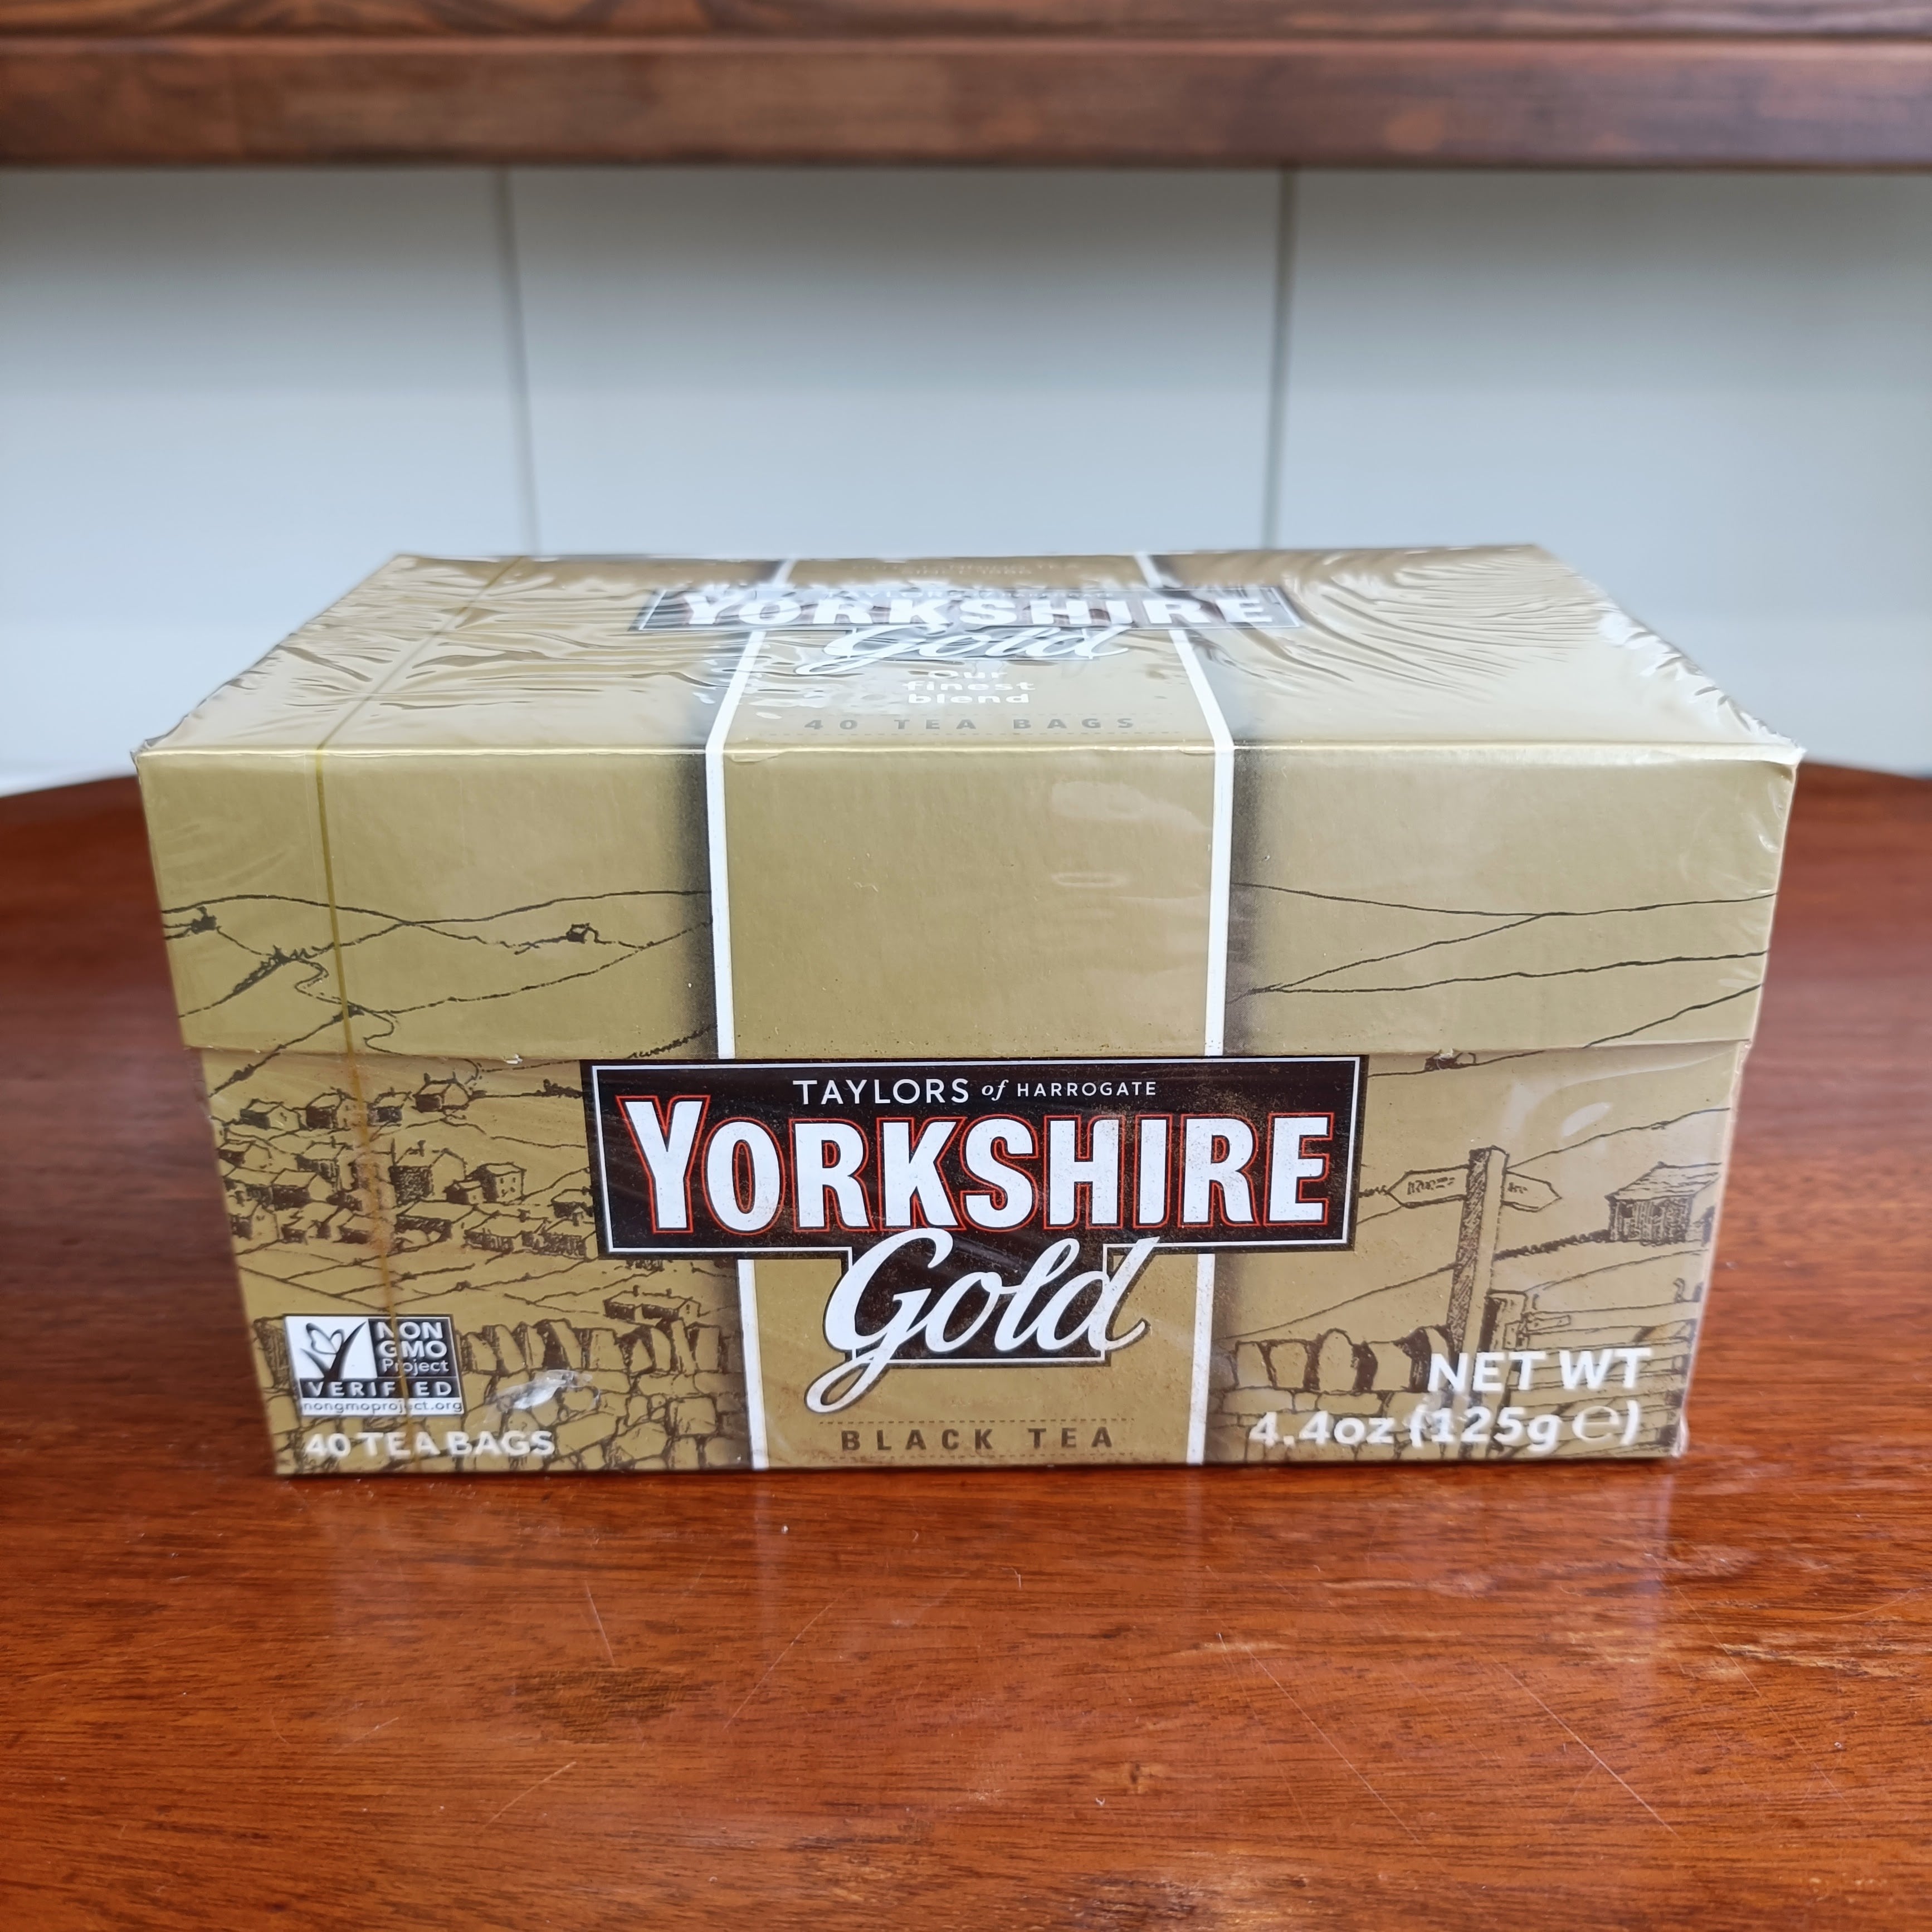 TAYLORS
YORKSHIRE
Gold
Our
finest
blend
40 TEA BAGS
TAYLORS of HARROGATE
YORKSHIRE
Gold
BLACK TEA
NON
GMO
Project
VERIFIED
nongmoproject.org
40 TEA BAGS
NET WT
4.4oz (125g ℮)